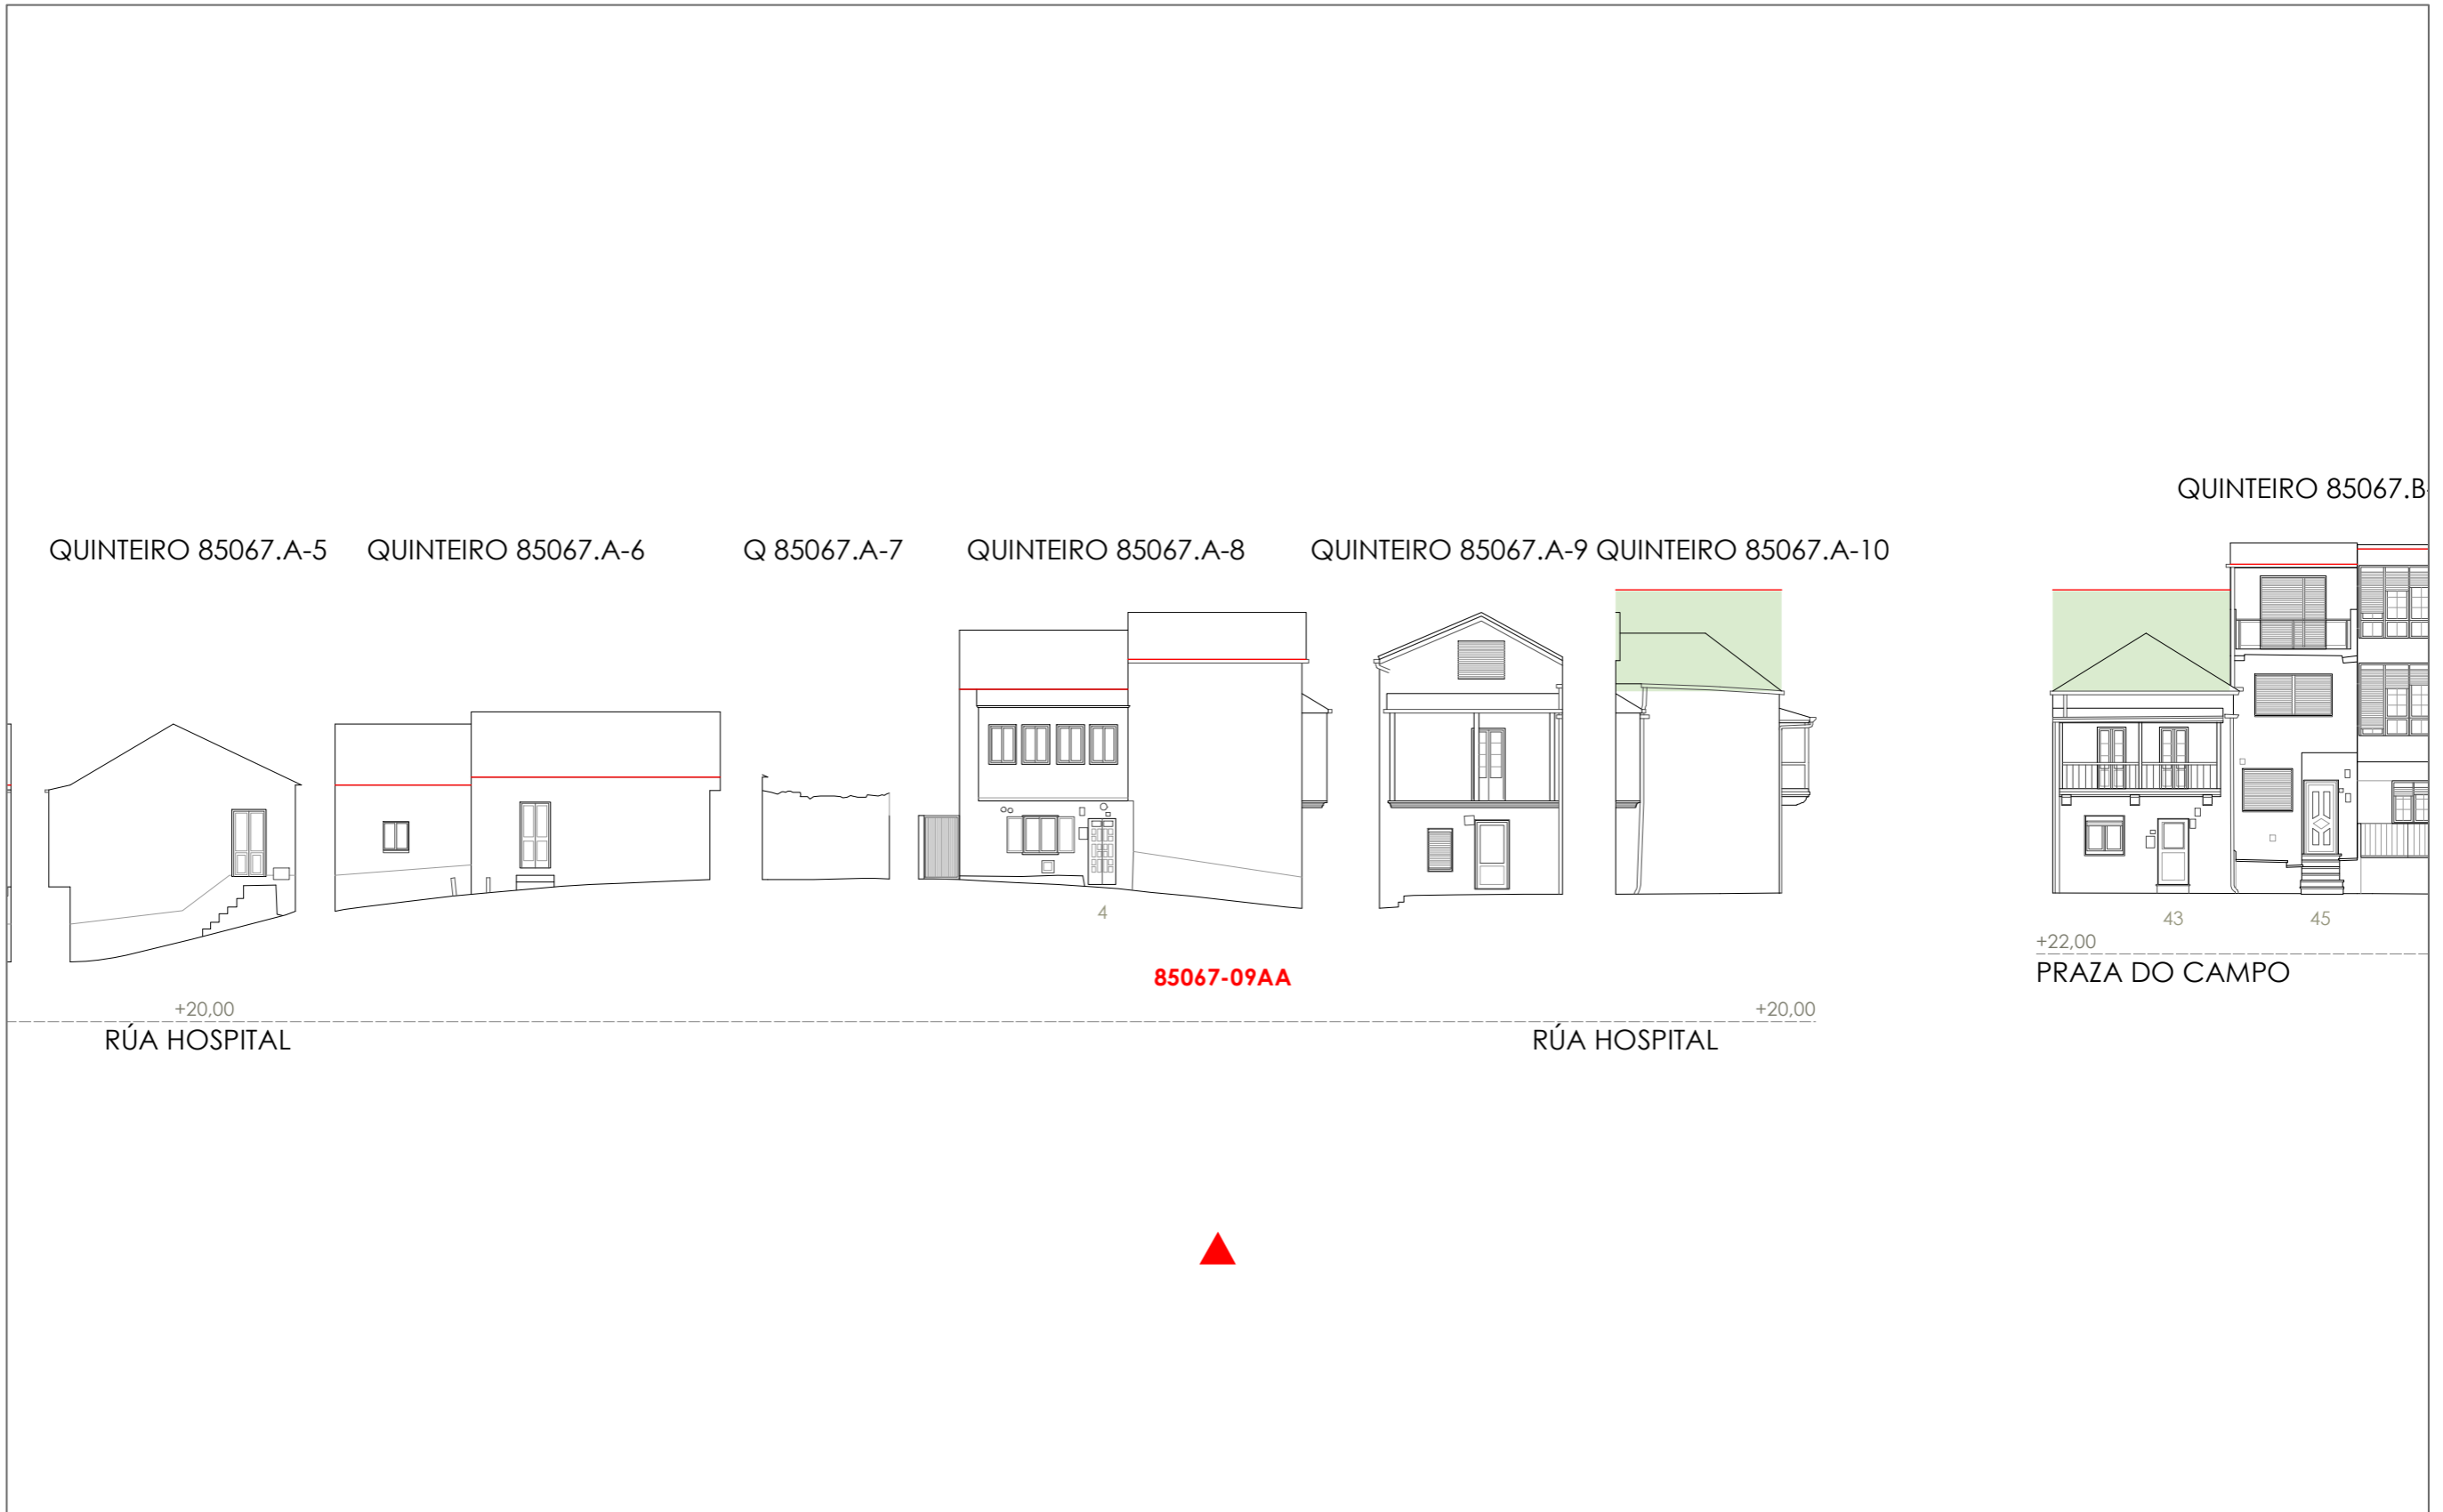 QUINTEIRO 85067.B-
QUINTEIRO 85067.A-5
QUINTEIRO 85067.A-6
Q 85067.A-7
QUINTEIRO 85067.A-8
QUINTEIRO 85067.A-9
QUINTEIRO 85067.A-10
4
43
45
+22,00
PRAZA DO CAMPO
85067-09AA
+20,00
+20,00
RÚA HOSPITAL
RÚA HOSPITAL